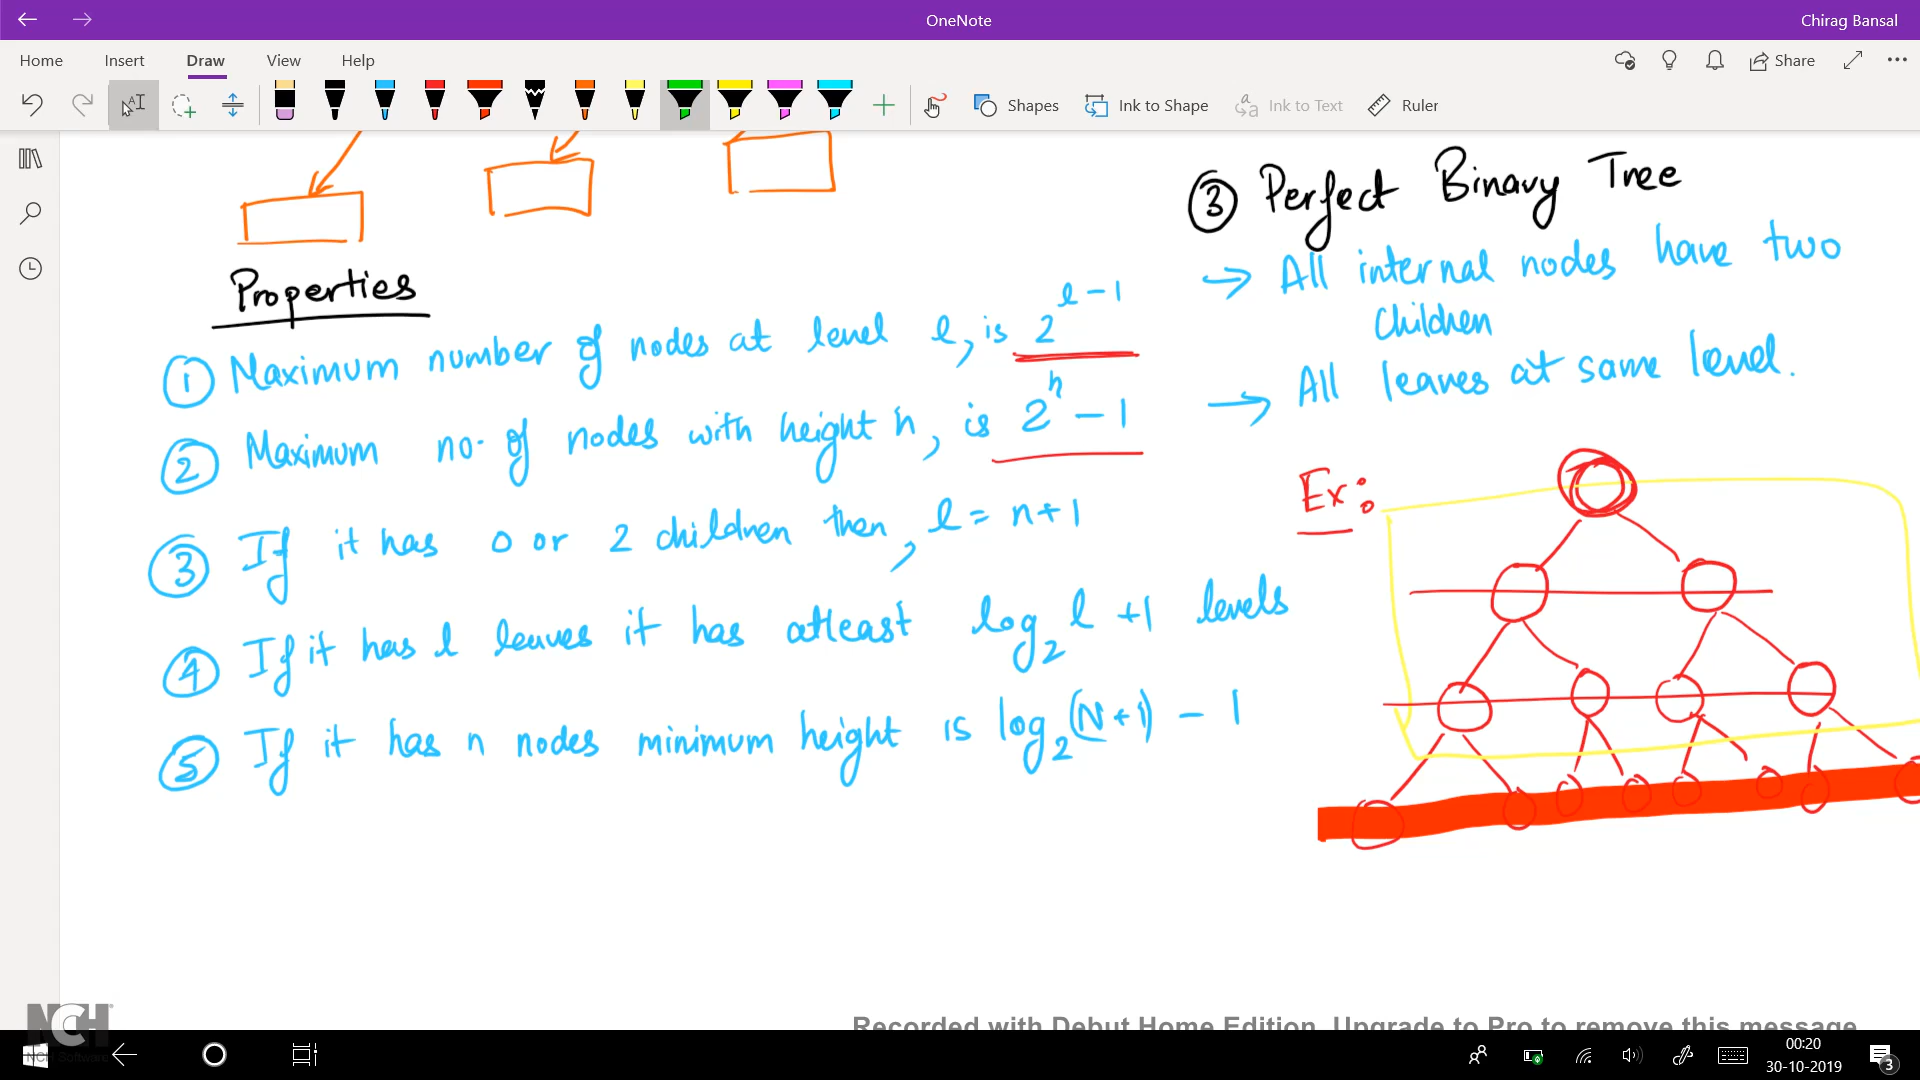 OneNote
Chirag Bansal
Home Insert Draw View Help
Share
Shapes Ink to Shape Ink to Text Ruler
Properties
① Maximum number of nodes at level l, is 2^(l-1)
② Maximum no. of nodes with height h, is 2^h - 1
③ If it has 0 or 2 children then, l = n+1
④ If it has l leaves it has atleast log₂ l +1 levels
⑤ If it has n nodes minimum height is log₂(N+1) - 1
③ Perfect Binary Tree
→ All internal nodes have two
children
→ All leaves at same level.
Ex:
NCH
NCH Software
Recorded with Debut Home Edition. Upgrade to Pro to remove this message
00:20
30-10-2019
3